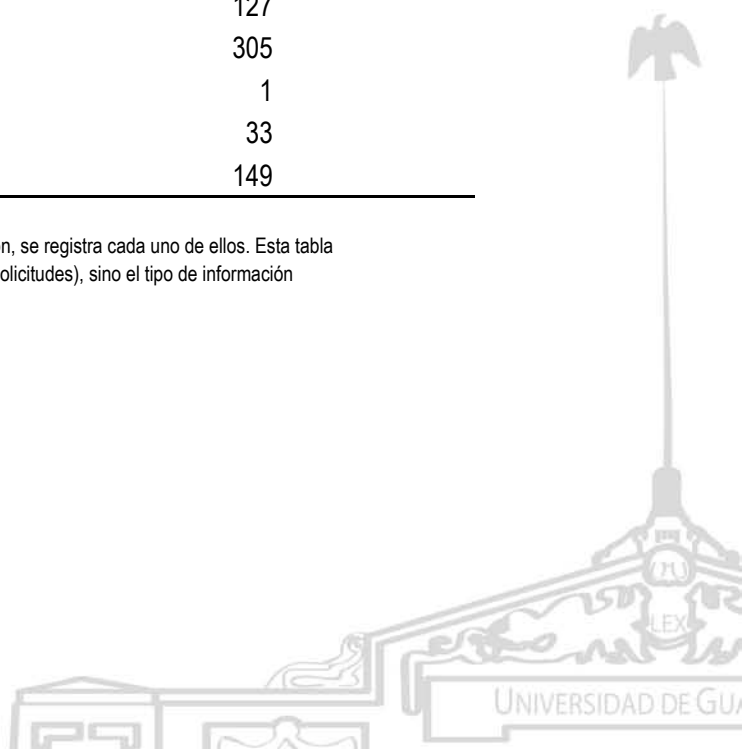 127
305
1
33
149
n, se registra cada uno de ellos. Esta tabla
olicitudes), sino el tipo de información
LEX
UNIVERSIDAD DE GUA